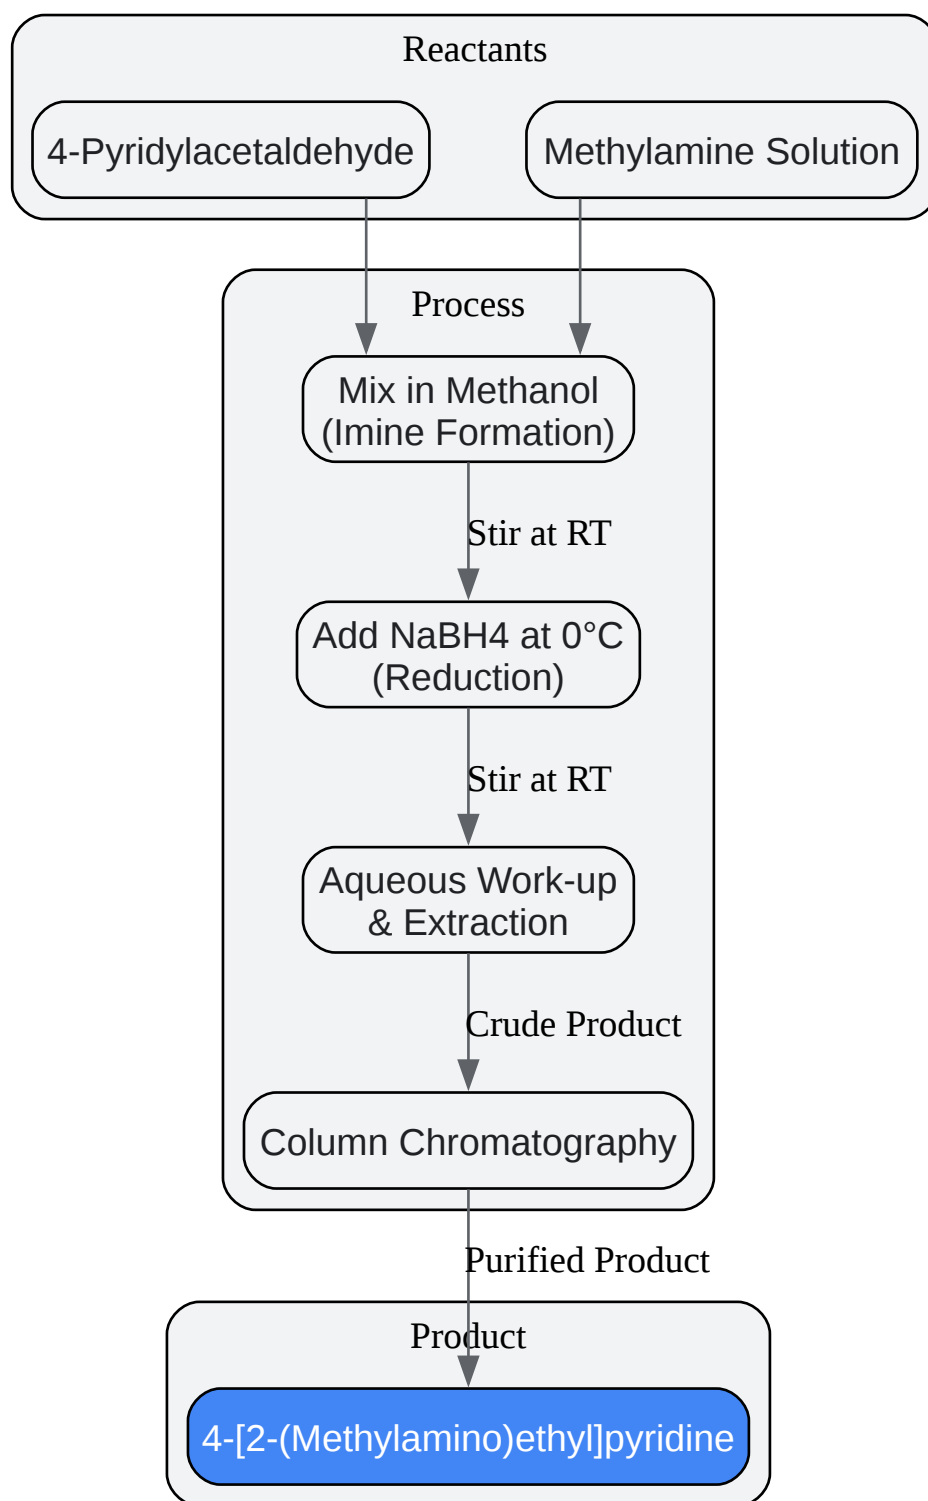 Reactants
4-Pyridylacetaldehyde
Methylamine Solution
Process
Mix in Methanol
(Imine Formation)
Stir at RT
Add NaBH4 at 0°C
(Reduction)
Stir at RT
Aqueous Work-up
& Extraction
Crude Product
Column Chromatography
Purified Product
Product
4-[2-(Methylamino)ethyl]pyridine